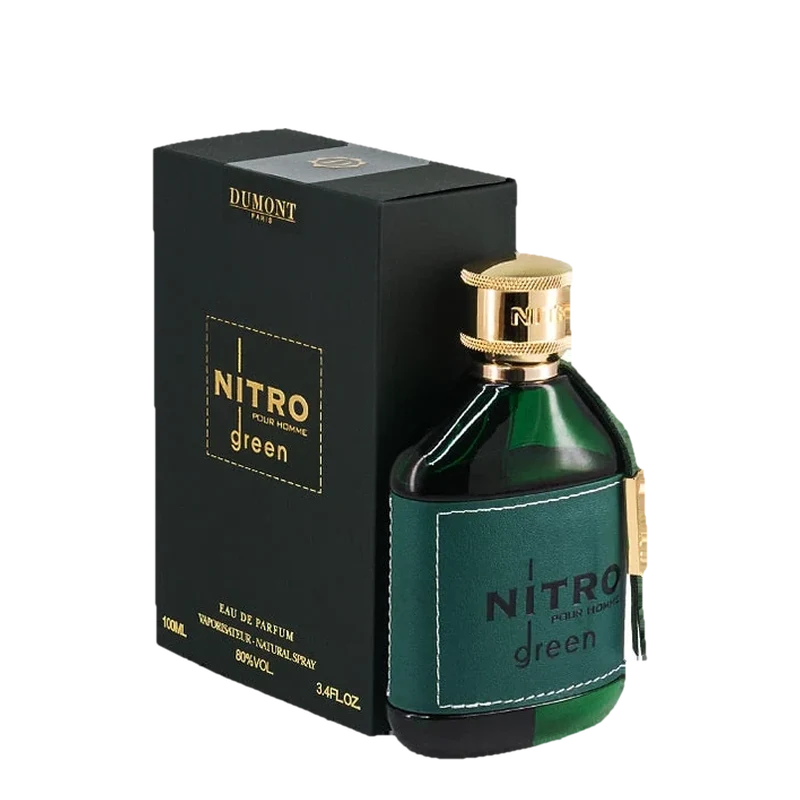 DUMONT
PARIS
NITRO
POUR HOMME
green
EAU DE PARFUM
VAPORISATEUR - NATURAL SPRAY
80%VOL
100ML
3.4FL.OZ
NITRO
NITRO
POUR HOMME
green